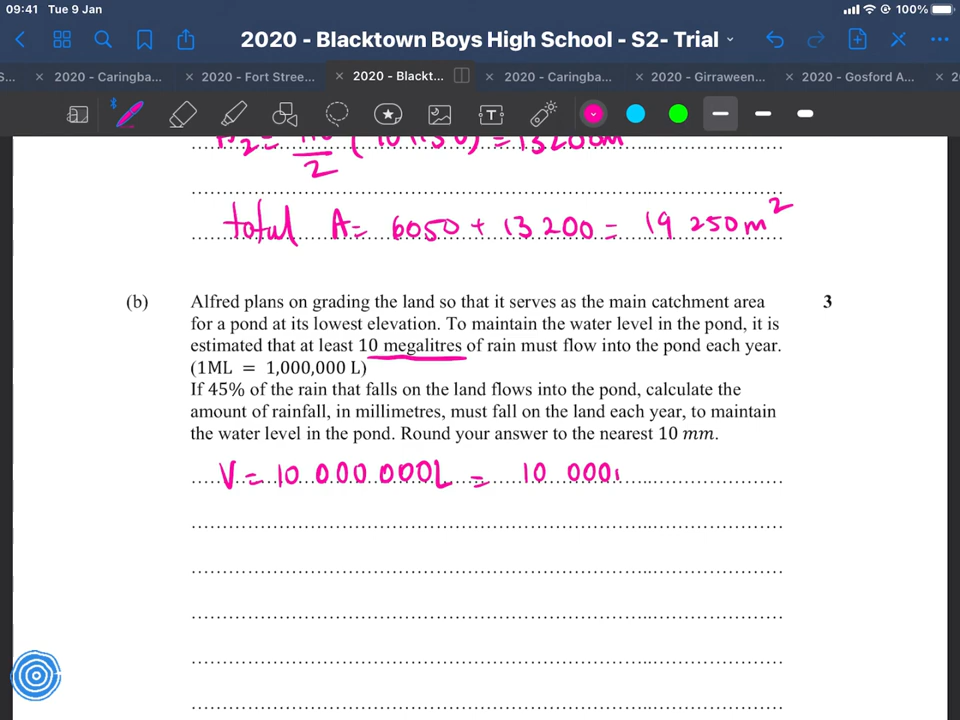 09:41 Tue 9 Jan 100%
2020 - Blacktown Boys High School - S2- Trial
S... 2020 - Caringba... 2020 - Fort Stree... 2020 - Blackt... 2020 - Caringba... 2020 - Girraween... 2020 - Gosford A... 20
total A= 6050 + 13 200 = 19 250m²
(b) Alfred plans on grading the land so that it serves as the main catchment area 3
for a pond at its lowest elevation. To maintain the water level in the pond, it is
estimated that at least 10 megalitres of rain must flow into the pond each year.
(1ML = 1,000,000 L)
If 45% of the rain that falls on the land flows into the pond, calculate the
amount of rainfall, in millimetres, must fall on the land each year, to maintain
the water level in the pond. Round your answer to the nearest 10 mm.
V = 10 000 000L = 10 000